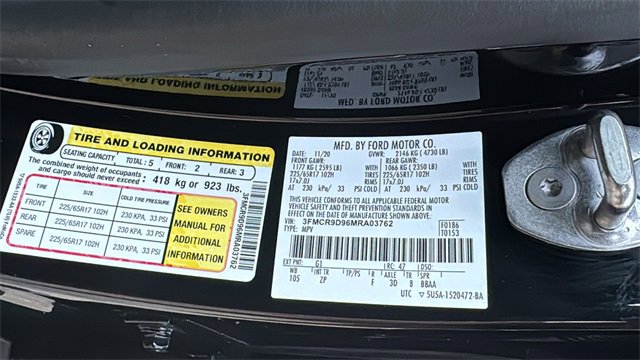 TIRE AND LOADING INFORMATION
SEATING CAPACITY TOTAL: 5 FRONT: 2 REAR: 3
The combined weight of occupants
and cargo should never exceed: 418 kg or 923 lbs.
TIRE SIZE COLD TIRE PRESSURE
FRONT 225/65R17 102H 230 KPA, 33 PSI
REAR 225/65R17 102H 230 KPA, 33 PSI
SPARE 225/65R17 102H 230 KPA, 33 PSI
SEE OWNERS
MANUAL FOR
ADDITIONAL
INFORMATION
3FMCR9D96MRA03762
MFD. BY FORD MOTOR CO.
DATE: 11/20 GVWR: 2146 KG (4730 LB)
FRONT GAWR: REAR GAWR:
1177 KG (2595 LB) WITH 1066 KG (2350 LB) WITH
225/65R17 102H TIRES 225/65R17 102H TIRES
17x7.0J RIMS 17x7.0J RIMS
AT 230 kPa/ 33 PSI COLD AT 230 kPa/ 33 PSI COLD
THIS VEHICLE CONFORMS TO ALL APPLICABLE FEDERAL MOTOR
VEHICLE SAFETY AND BUMPER STANDARDS IN EFFECT ON THE DATE OF
MANUFACTURE SHOWN ABOVE.
VIN: 3FMCR9D96MRA03762 F0186
TYPE: MPV T0153
EXT PNT: G1 RC: 47 DSO:
WB INT TR TP/PS R AXLE TR SPR
105 ZP F 3D 8 BBAA
UTC 5U5A-1520472-BA